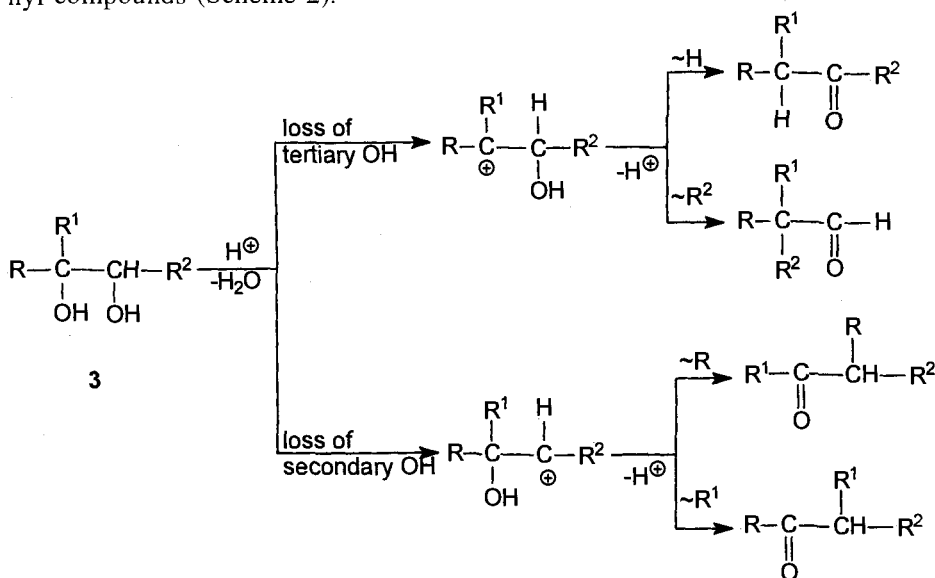 nyl compounds (Scheme 2).
R¹
~H
R—C—C—R²
H O
R¹ H
loss of
tertiary OH
R—C—C—R²
⊕ OH
-H⊕
~R²
R¹
R—C—C—H
R² O
R¹
R—C—CH—R²
OH OH
H⊕
-H₂O
3
R
~R
R¹—C—CH—R²
O
R¹ H
loss of
secondary OH
R—C—C—R²
OH ⊕
-H⊕
~R¹
R¹
R—C—CH—R²
O